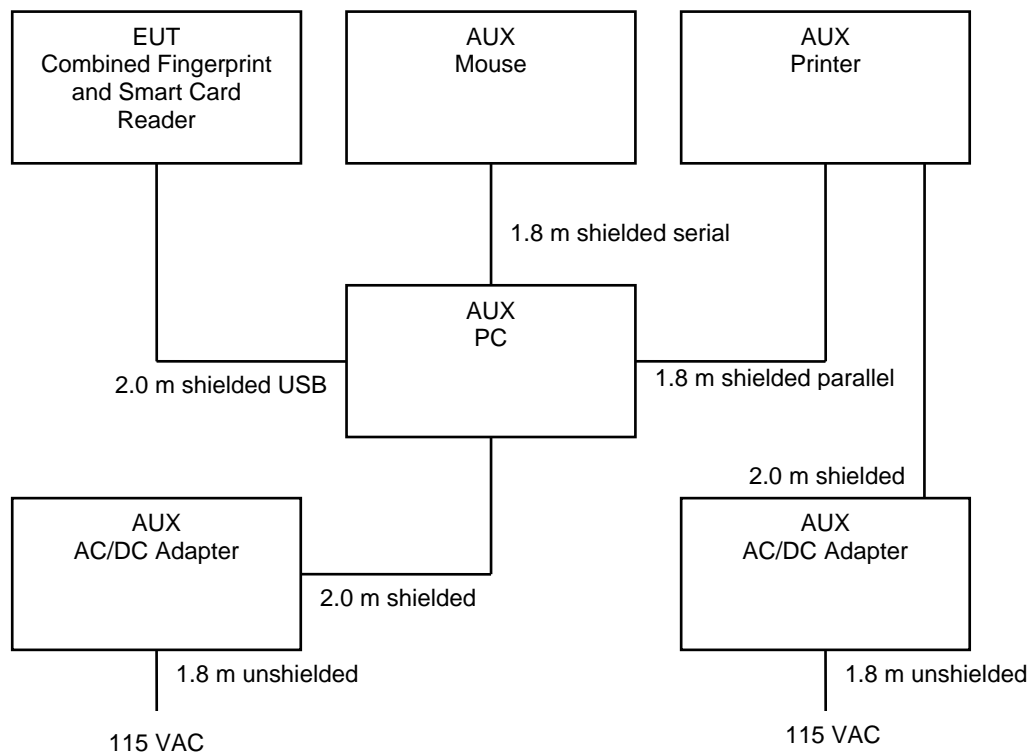 EUT
Combined Fingerprint
and Smart Card
Reader
AUX
Mouse
AUX
Printer
1.8 m shielded serial
AUX
PC
2.0 m shielded USB
1.8 m shielded parallel
2.0 m shielded
AUX
AC/DC Adapter
AUX
AC/DC Adapter
2.0 m shielded
1.8 m unshielded
1.8 m unshielded
115 VAC
115 VAC